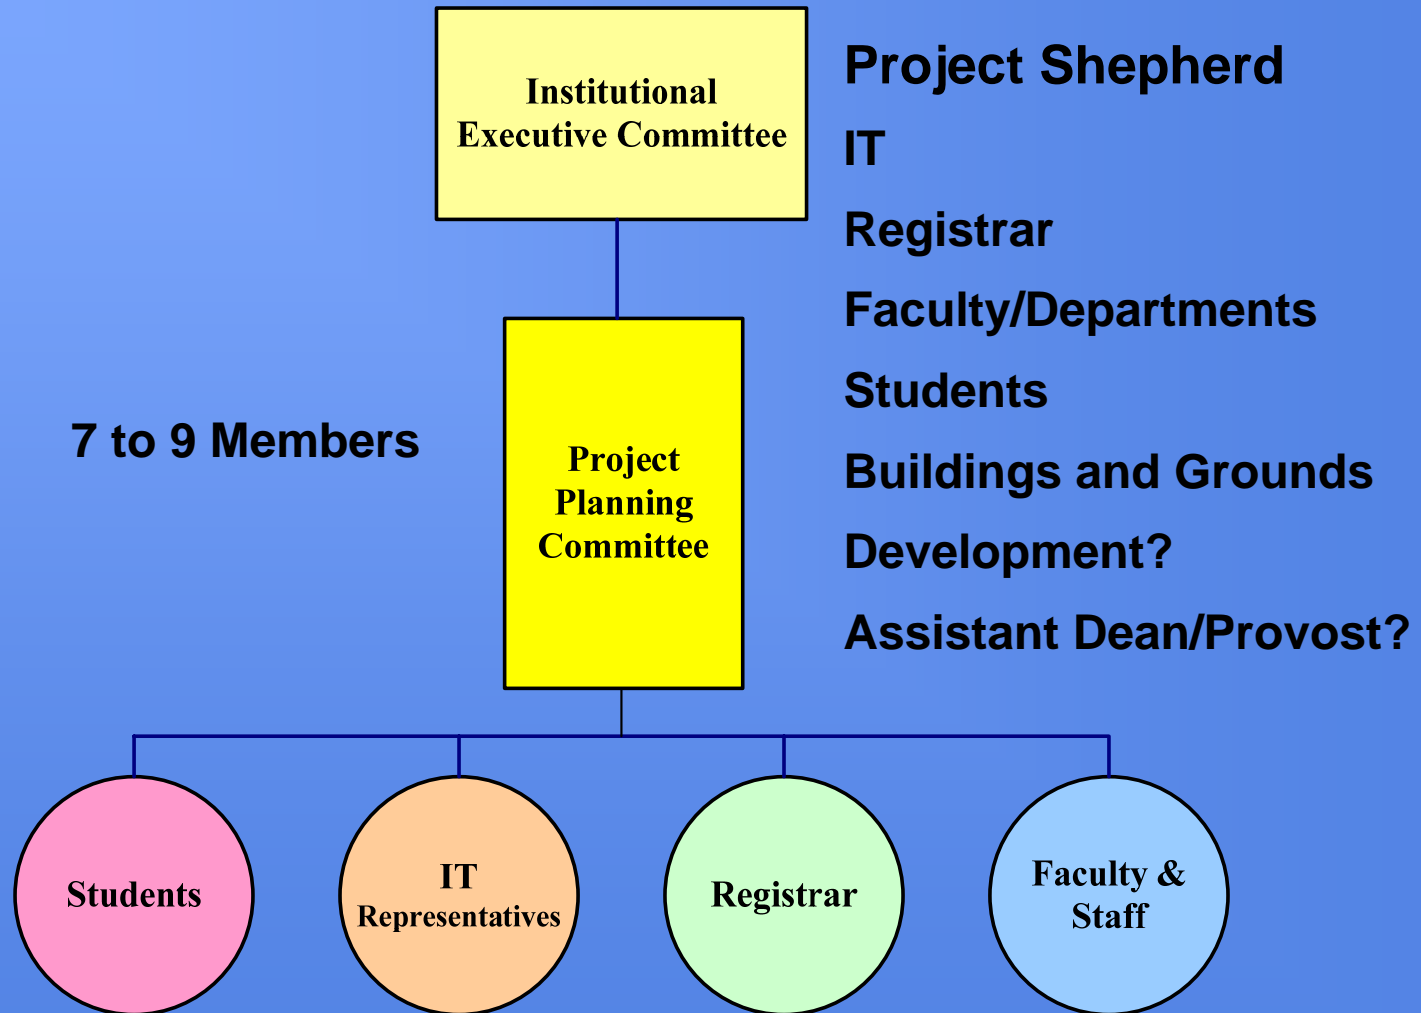 Institutional
Executive Committee
Project Shepherd
IT
Registrar
Faculty/Departments
Students
Buildings and Grounds
Development?
Assistant Dean/Provost?
7 to 9 Members
Project
Planning
Committee
Students
IT
Representatives
Registrar
Faculty &
Staff